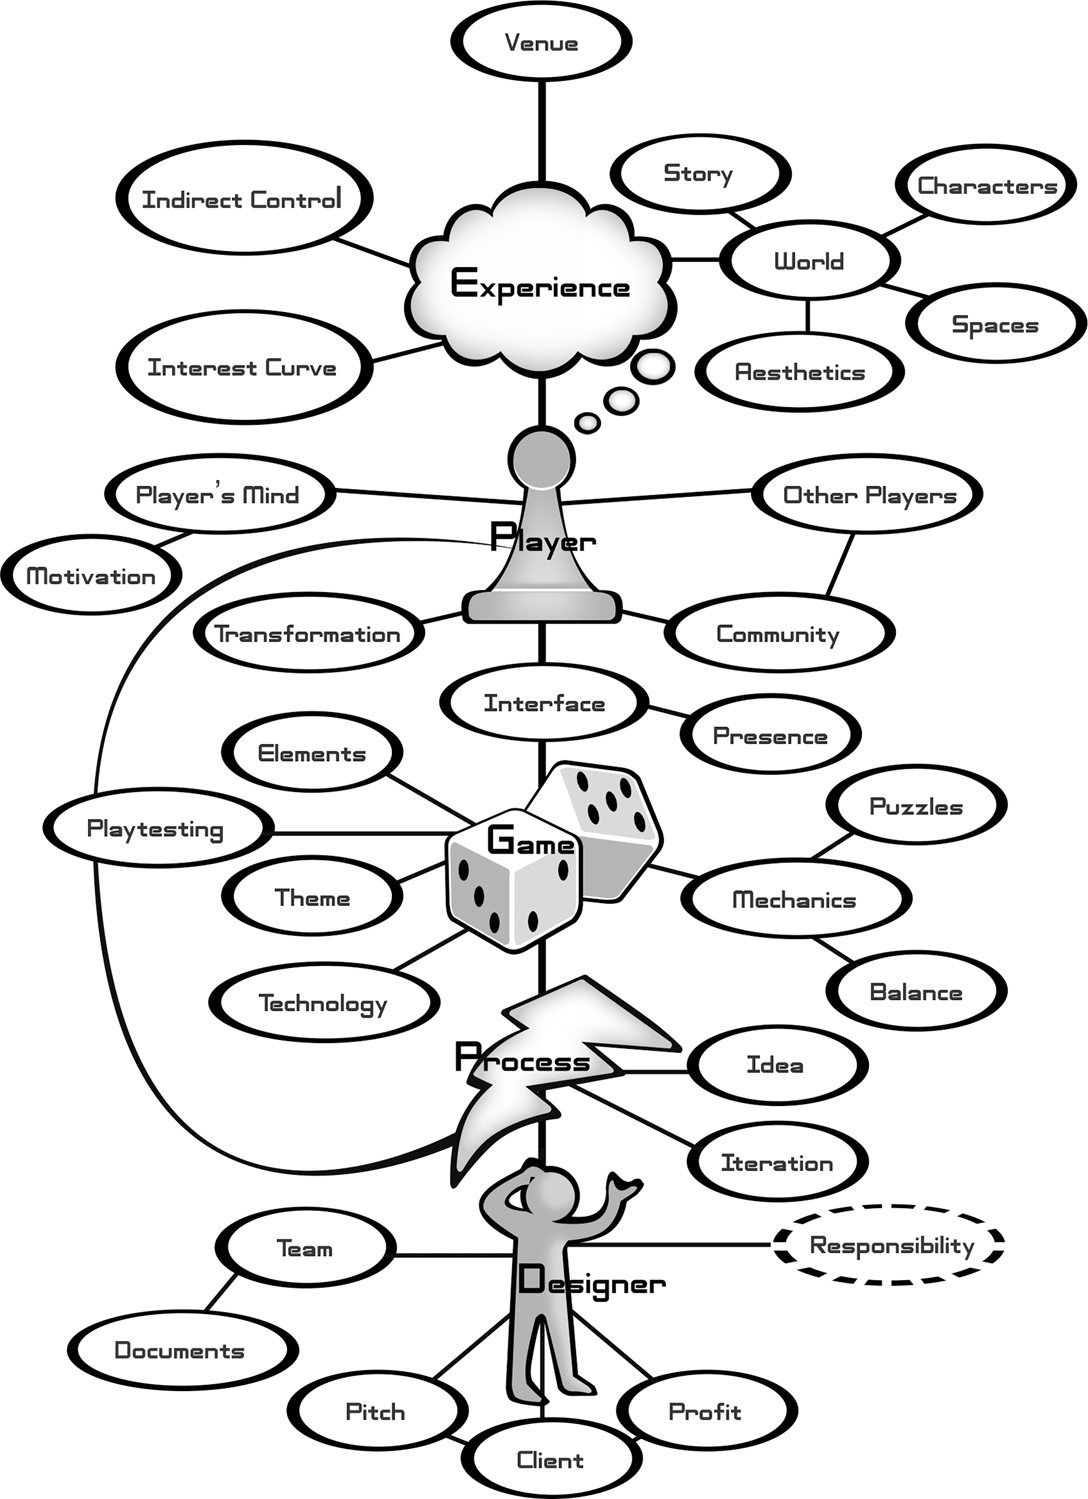 Venue
Story
Characters
Indirect Control
World
Experience
Spaces
Interest Curve
Aesthetics
Player's Mind
Other Players
Player
Motivation
Transformation
Community
Interface
Presence
Elements
Puzzles
Playtesting
Game
Theme
Mechanics
Technology
Balance
Process
Idea
Iteration
Team
Responsibility
Designer
Documents
Pitch
Profit
Client